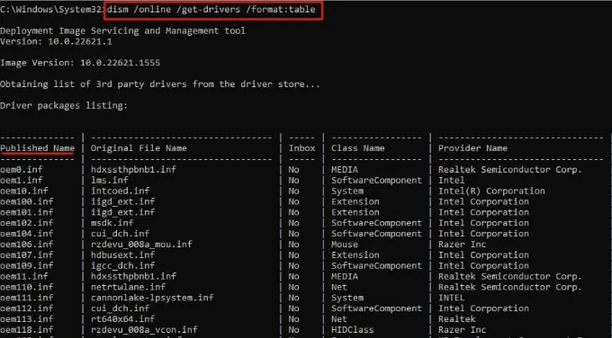 C:\Windows\System32>dism /online /get-drivers /format:table
Deployment Image Servicing and Management tool
Version: 10.0.22621.1
Image Version: 10.0.22621.1555
Obtaining list of 3rd party drivers from the driver store...
Driver packages listing:
Published Name | Original File Name | Inbox | Class Name | Provider Name
oem0.inf | hdxssthpbnb1.inf | No | MEDIA | Realtek Semiconductor Corp.
oem1.inf | lms.inf | No | SoftwareComponent | Intel
oem10.inf | intcoed.inf | No | System | Intel(R) Corporation
oem100.inf | iigd_ext.inf | No | Extension | Intel Corporation
oem101.inf | iigd_ext.inf | No | Extension | Intel Corporation
oem102.inf | msdk.inf | No | SoftwareComponent | Intel Corporation
oem104.inf | cui_dch.inf | No | SoftwareComponent | Intel Corporation
oem106.inf | rzdevu_008a_mou.inf | No | Mouse | Razer Inc
oem107.inf | hdbusext.inf | No | Extension | Intel Corporation
oem109.inf | igcc_dch.inf | No | SoftwareComponent | Intel Corporation
oem11.inf | hdxssthpbnb1.inf | No | MEDIA | Realtek Semiconductor Corp.
oem110.inf | netrtwlane.inf | No | Net | Realtek Semiconductor Corp.
oem111.inf | cannonlake-lpsystem.inf | No | System | INTEL
oem112.inf | cui_dch.inf | No | SoftwareComponent | Intel Corporation
oem113.inf | rt640x64.inf | No | Net | Realtek
oem118.inf | rzdevu_008a_vcon.inf | No | HIDClass | Razer Inc